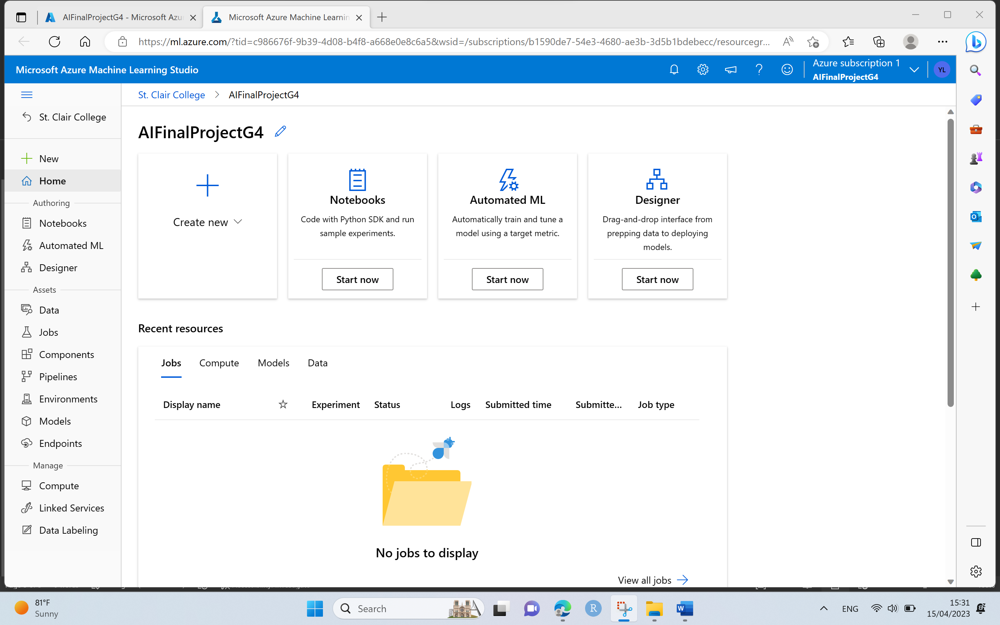 AIFinalProjectG4 - Microsoft Azu
Microsoft Azure Machine Learnin
https://ml.azure.com/?tid=c986676f-9b39-4d08-b4f8-a668e0e8c6a5&wsid=/subscriptions/b1590de7-54e3-4680-ae3b-3d5b1bdebecc/resourcegr...
Microsoft Azure Machine Learning Studio
Azure subscription 1
AIFinalProjectG4
YL
St. Clair College > AIFinalProjectG4
St. Clair College
New
Home
Authoring
Notebooks
Automated ML
Designer
Assets
Data
Jobs
Components
Pipelines
Environments
Models
Endpoints
Manage
Compute
Linked Services
Data Labeling
AIFinalProjectG4
Create new
Notebooks
Code with Python SDK and run
sample experiments.
Start now
Automated ML
Automatically train and tune a
model using a target metric.
Start now
Designer
Drag-and-drop interface from
prepping data to deploying
models.
Start now
Recent resources
Jobs Compute Models Data
Display name Experiment Status Logs Submitted time Submitte... Job type
No jobs to display
View all jobs
81°F
Sunny
Search
ENG
15:31
15/04/2023